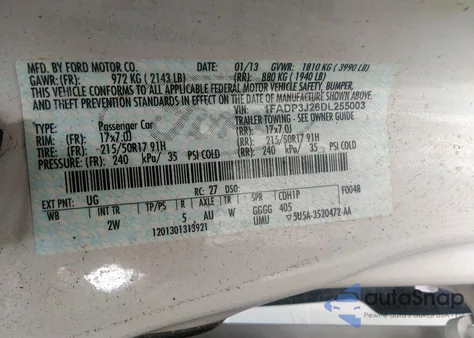 MFD. BY FORD MOTOR CO. DATE: 01/13 GVWR: 1810 KG ( 3990 LB)
GAWR: (FR) 972 KG ( 2143 LB) (RR): 880 KG ( 1940 LB)
THIS VEHICLE CONFORMS TO ALL APPLICABLE FEDERAL MOTOR VEHICLE SAFETY, BUMPER, AND THEFT PREVENTION STANDARDS IN EFFECT ON THE DATE OF MANUFACTURE SHOWN ABOVE.
VIN: 1FADP3J26DL255003
TYPE: Passenger Car TRAILER TOWING - SEE OWNER GUIDE
RIM: (FR) 17x7.0J (RR) 17x7.0J
TIRE: (FR) 215/50R17 91H (RR) 215/50R17 91H
PRESSURE: (FR) 240 kPa/ 35 PSI COLD (RR) 240 kPa/ 35 PSI COLD
EXT PNT: UG RC: 27 DSO: F0048
WB INT TR TP/PS R AXLE TR SPR CDH1P
2W 5 AU W GGGG 405
1201301313921 UMU 5U5A-3520472-AA
autoSnap